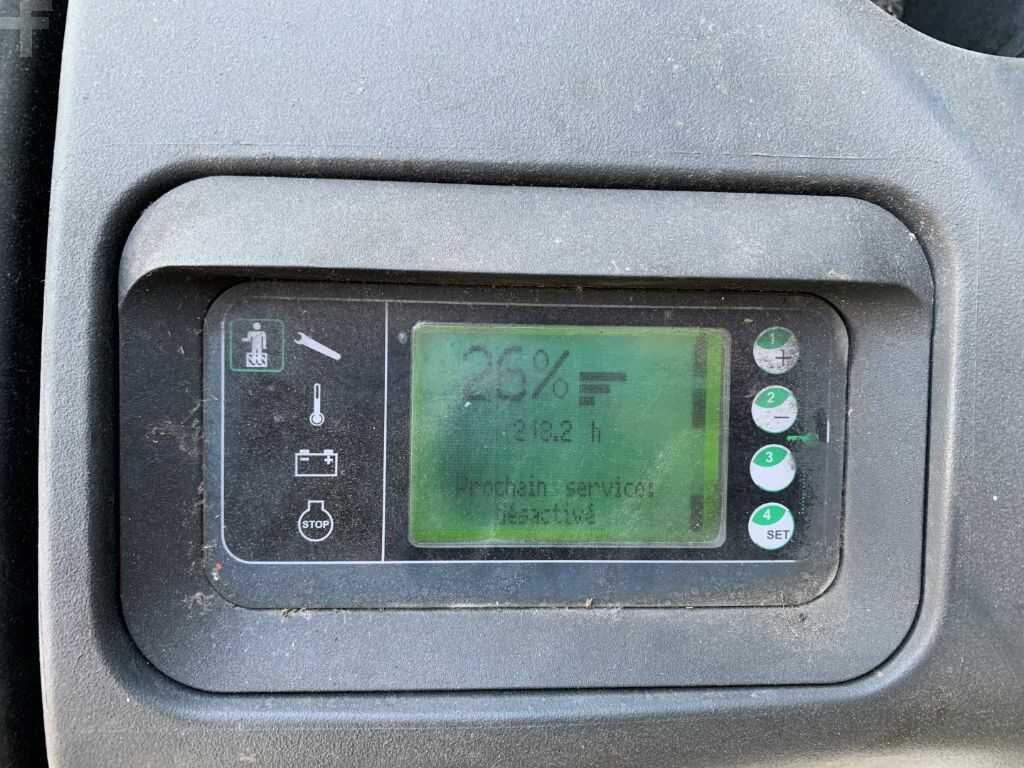 26%
248.2 h
Prochain service:
Désactivé
STOP
1
+
2
−
3
4
SET